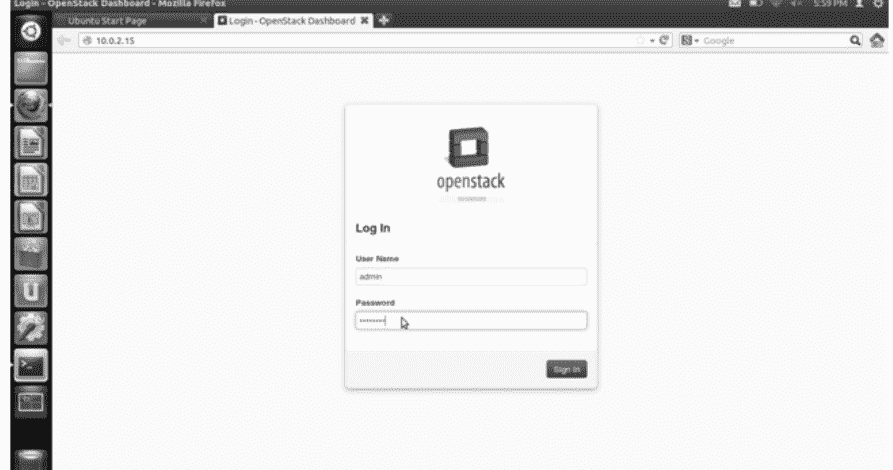 Login - OpenStack Dashboard - Mozilla Firefox
5:59 PM
Ubuntu Start Page
Login - OpenStack Dashboard
10.0.2.15
Google
openstack
DASHBOARD
Log In
User Name
admin
Password
Sign In